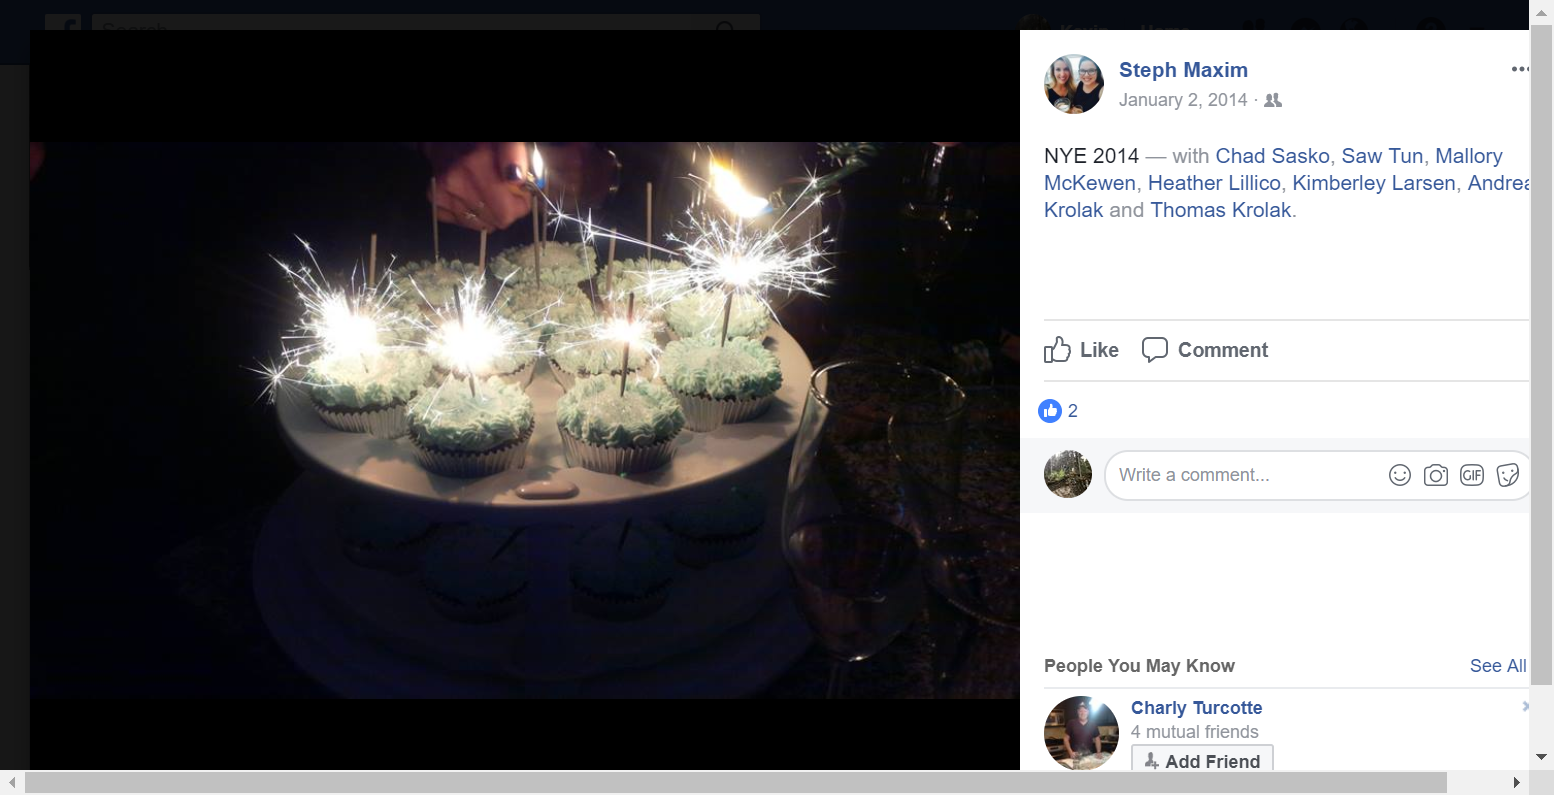 Search
Steph Maxim
January 2, 2014 ·
NYE 2014 — with Chad Sasko, Saw Tun, Mallory
McKewen, Heather Lillico, Kimberley Larsen, Andrea
Krolak and Thomas Krolak.
Like Comment
2
Write a comment... GIF
People You May Know See All
Charly Turcotte
4 mutual friends
Add Friend